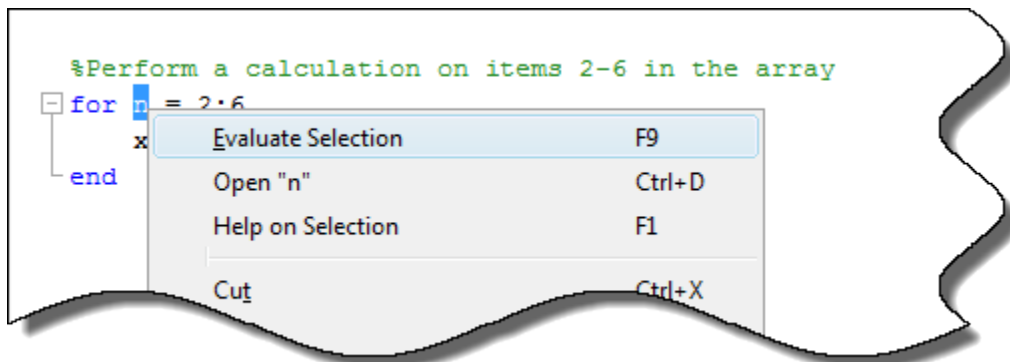 %Perform a calculation on items 2-6 in the array
for n = 2:6
x
end
Evaluate Selection F9
Open "n" Ctrl+D
Help on Selection F1
Cut Ctrl+X